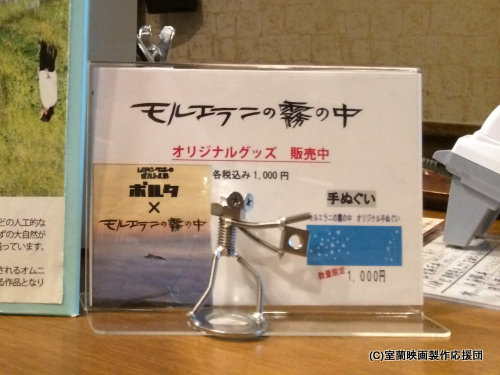 モルエラニの霧の中
オリジナルグッズ 販売中
各税込み1,000円
ボルタ
×
モルエラニの霧の中
手ぬぐい
モルエラニの霧の中 オリジナル手ぬぐい
数量限定
1,000円
どの人工的な
ずの大自然が
っています。
されるオムニ
る作品となり
(C)室蘭映画製作応援団